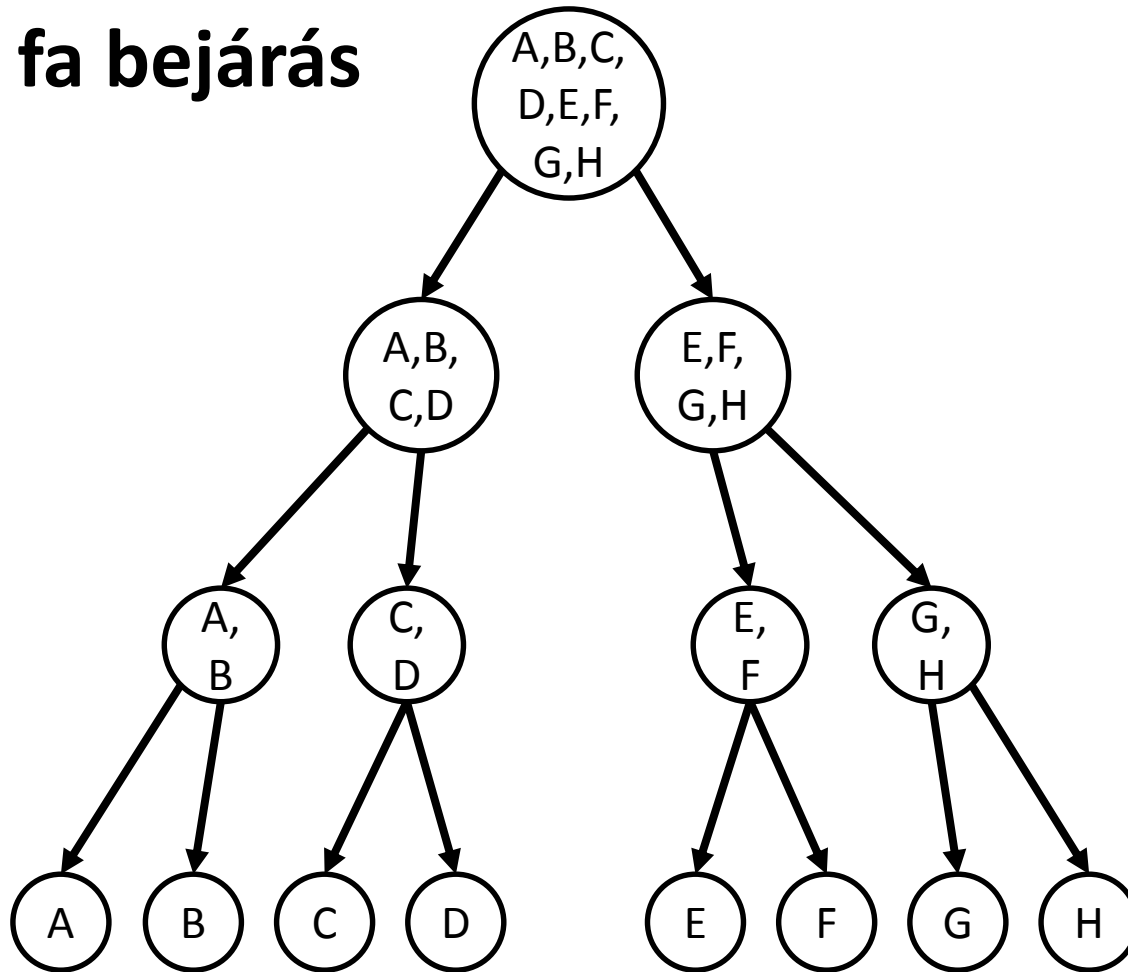 fa bejárás
A,B,C,
D,E,F,
G,H
A,B,
C,D
E,F,
G,H
A,
B
C,
D
E,
F
G,
H
A
B
C
D
E
F
G
H